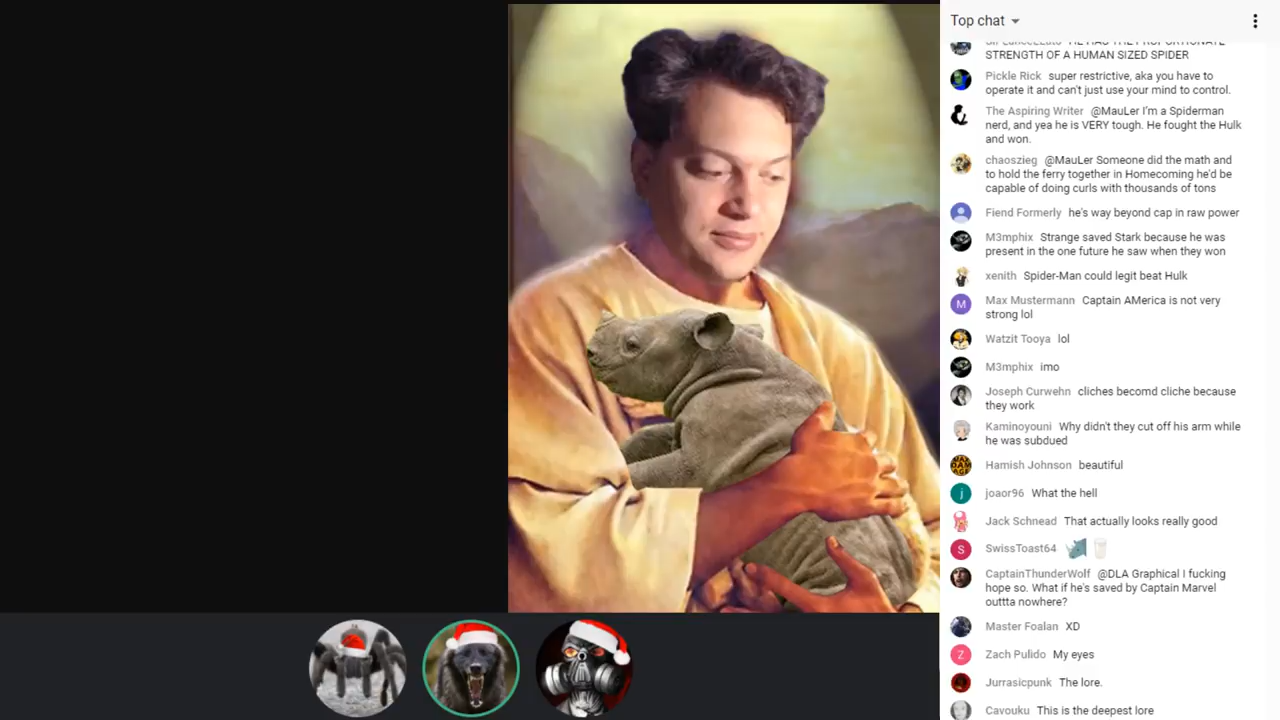 Top chat
STRENGTH OF A HUMAN SIZED SPIDER
Pickle Rick super restrictive, aka you have to
operate it and can't just use your mind to control.
The Aspiring Writer @MauLer I'm a Spiderman
nerd, and yea he is VERY tough. He fought the Hulk
and won.
chaoszieg @MauLer Someone did the math and
to hold the ferry together in Homecoming he'd be
capable of doing curls with thousands of tons
Fiend Formerly he's way beyond cap in raw power
M3mphix Strange saved Stark because he was
present in the one future he saw when they won
xenith Spider-Man could legit beat Hulk
M
Max Mustermann Captain AMerica is not very
strong lol
Watzit Tooya lol
M3mphix imo
Joseph Curwehn cliches becomd cliche because
they work
Kaminoyouni Why didn't they cut off his arm while
he was subdued
Hamish Johnson beautiful
j
joaor96 What the hell
Jack Schnead That actually looks really good
S
SwissToast64
CaptainThunderWolf @DLA Graphical I fucking
hope so. What if he's saved by Captain Marvel
outta nowhere?
Master Foalan XD
Z
Zach Pulido My eyes
Jurrasicpunk The lore.
Cavouku This is the deepest lore